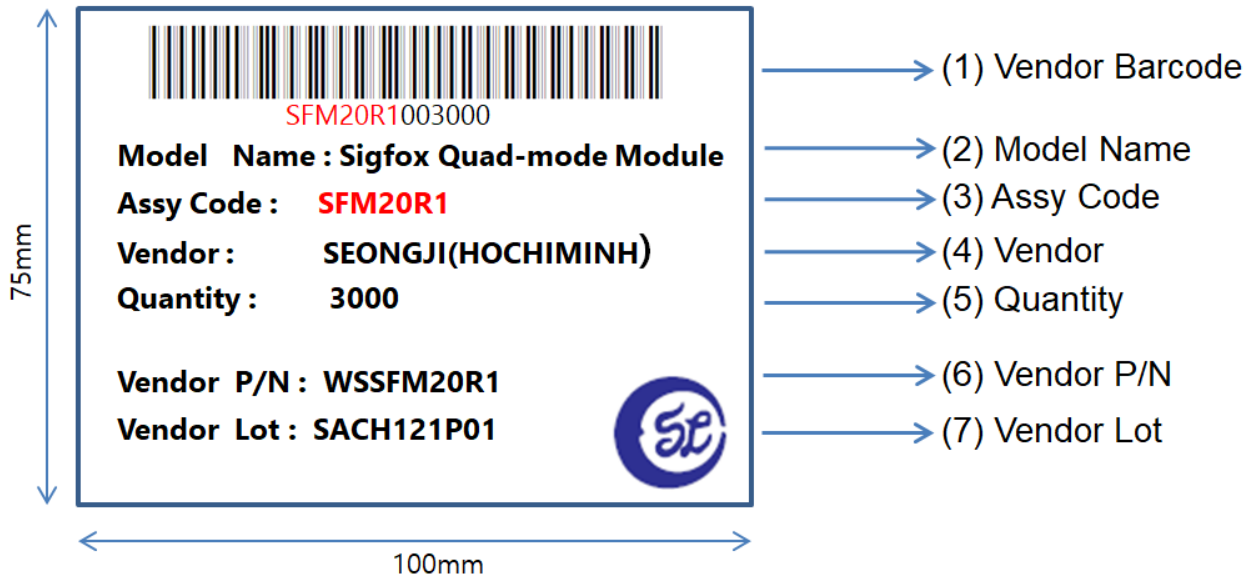 SFM20R1003000
(1) Vendor Barcode
Model Name : Sigfox Quad-mode Module
(2) Model Name
Assy Code : SFM20R1
(3) Assy Code
Vendor : SEONGJI(HOCHIMINH)
(4) Vendor
Quantity : 3000
(5) Quantity
Vendor P/N : WSSFM20R1
(6) Vendor P/N
Vendor Lot : SACH121P01
(7) Vendor Lot
75mm
100mm